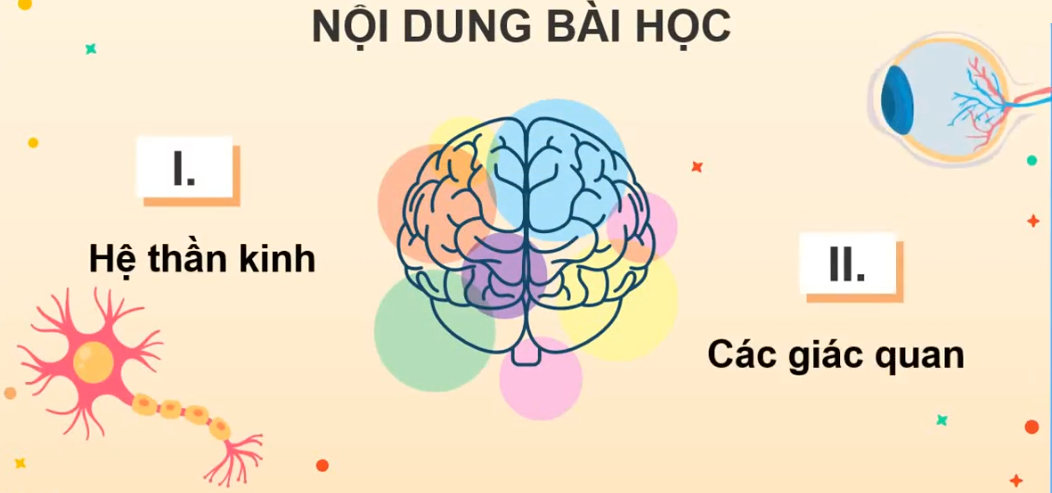 NỘI DUNG BÀI HỌC
I.
Hệ thần kinh
II.
Các giác quan